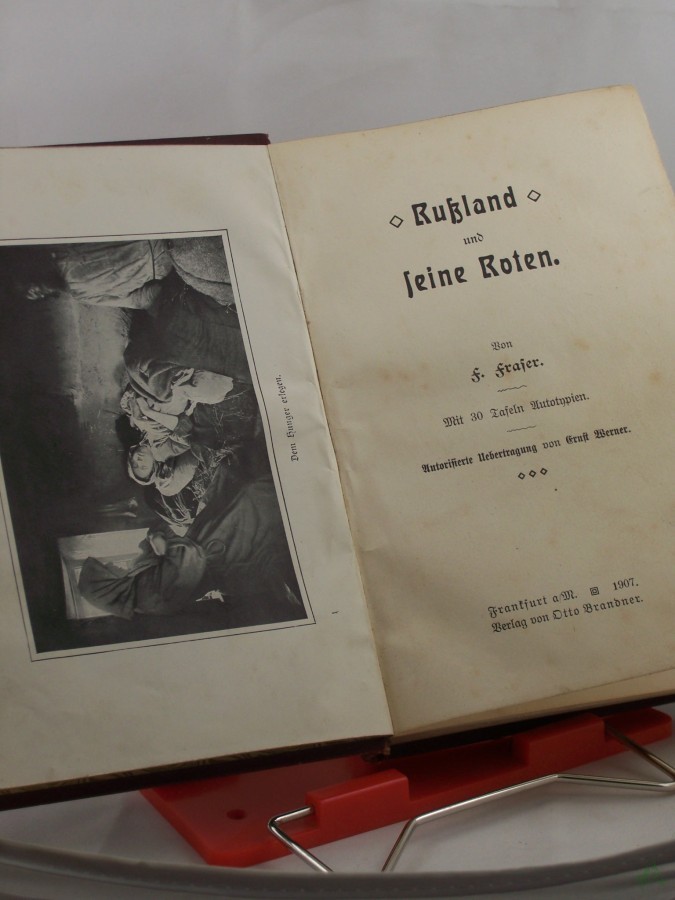 Dem Hunger erlegen.
Rußland
und
ſeine Roten.
Von
F. Fraſer.
Mit 30 Tafeln Autotypien.
Autoriſierte Uebertragung von Ernſt Werner.
Frankfurt a/M. 1907.
Verlag von Otto Brandner.